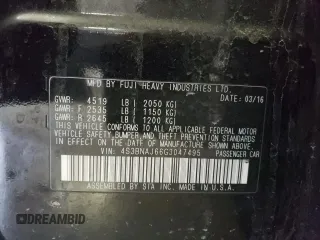 MFD BY FUJI HEAVY INDUSTRIES LTD.
DATE: 03/16
GVWR: 4519 LB ( 2050 KG)
GAWR: F 2535 LB ( 1150 KG)
GAWR: R 2645 LB ( 1200 KG)
THIS VEHICLE CONFORMS TO ALL APPLICABLE FEDERAL MOTOR
VEHICLE SAFETY, BUMPER, AND THEFT PREVENTION STANDARDS
IN EFFECT ON THE DATE OF MANUFACTURE SHOWN ABOVE.
VIN: 4S3BNAJ66G3047495 PASSENGER CAR
ASSEMBLED BY SIA, INC. MADE IN U.S.A.
AUTOBIDMASTER